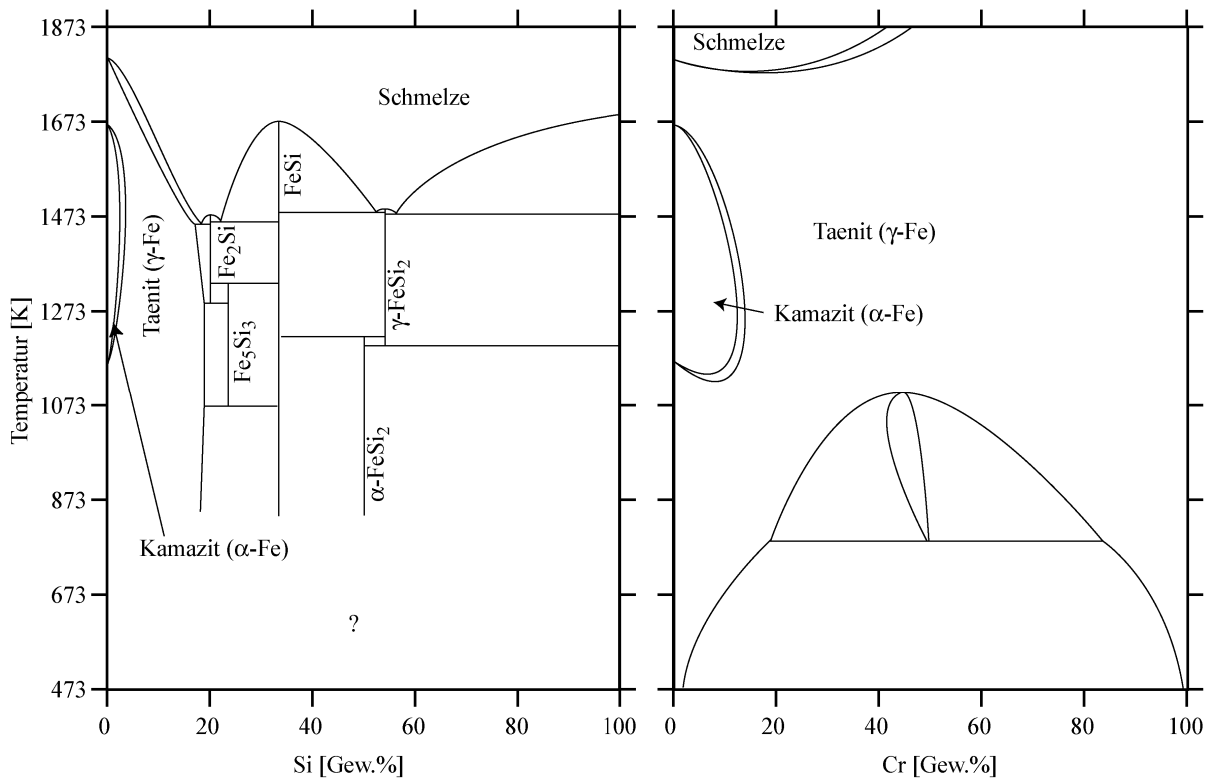 1873
1673
1473
1273
1073
873
673
473
Temperatur [K]
Schmelze
FeSi
Fe₂Si
Fe₅Si₃
γ-FeSi₂
α-FeSi₂
Taenit (γ-Fe)
Kamazit (α-Fe)
?
0 20 40 60 80 100
Si [Gew.%]
Schmelze
Taenit (γ-Fe)
Kamazit (α-Fe)
0 20 40 60 80 100
Cr [Gew.%]